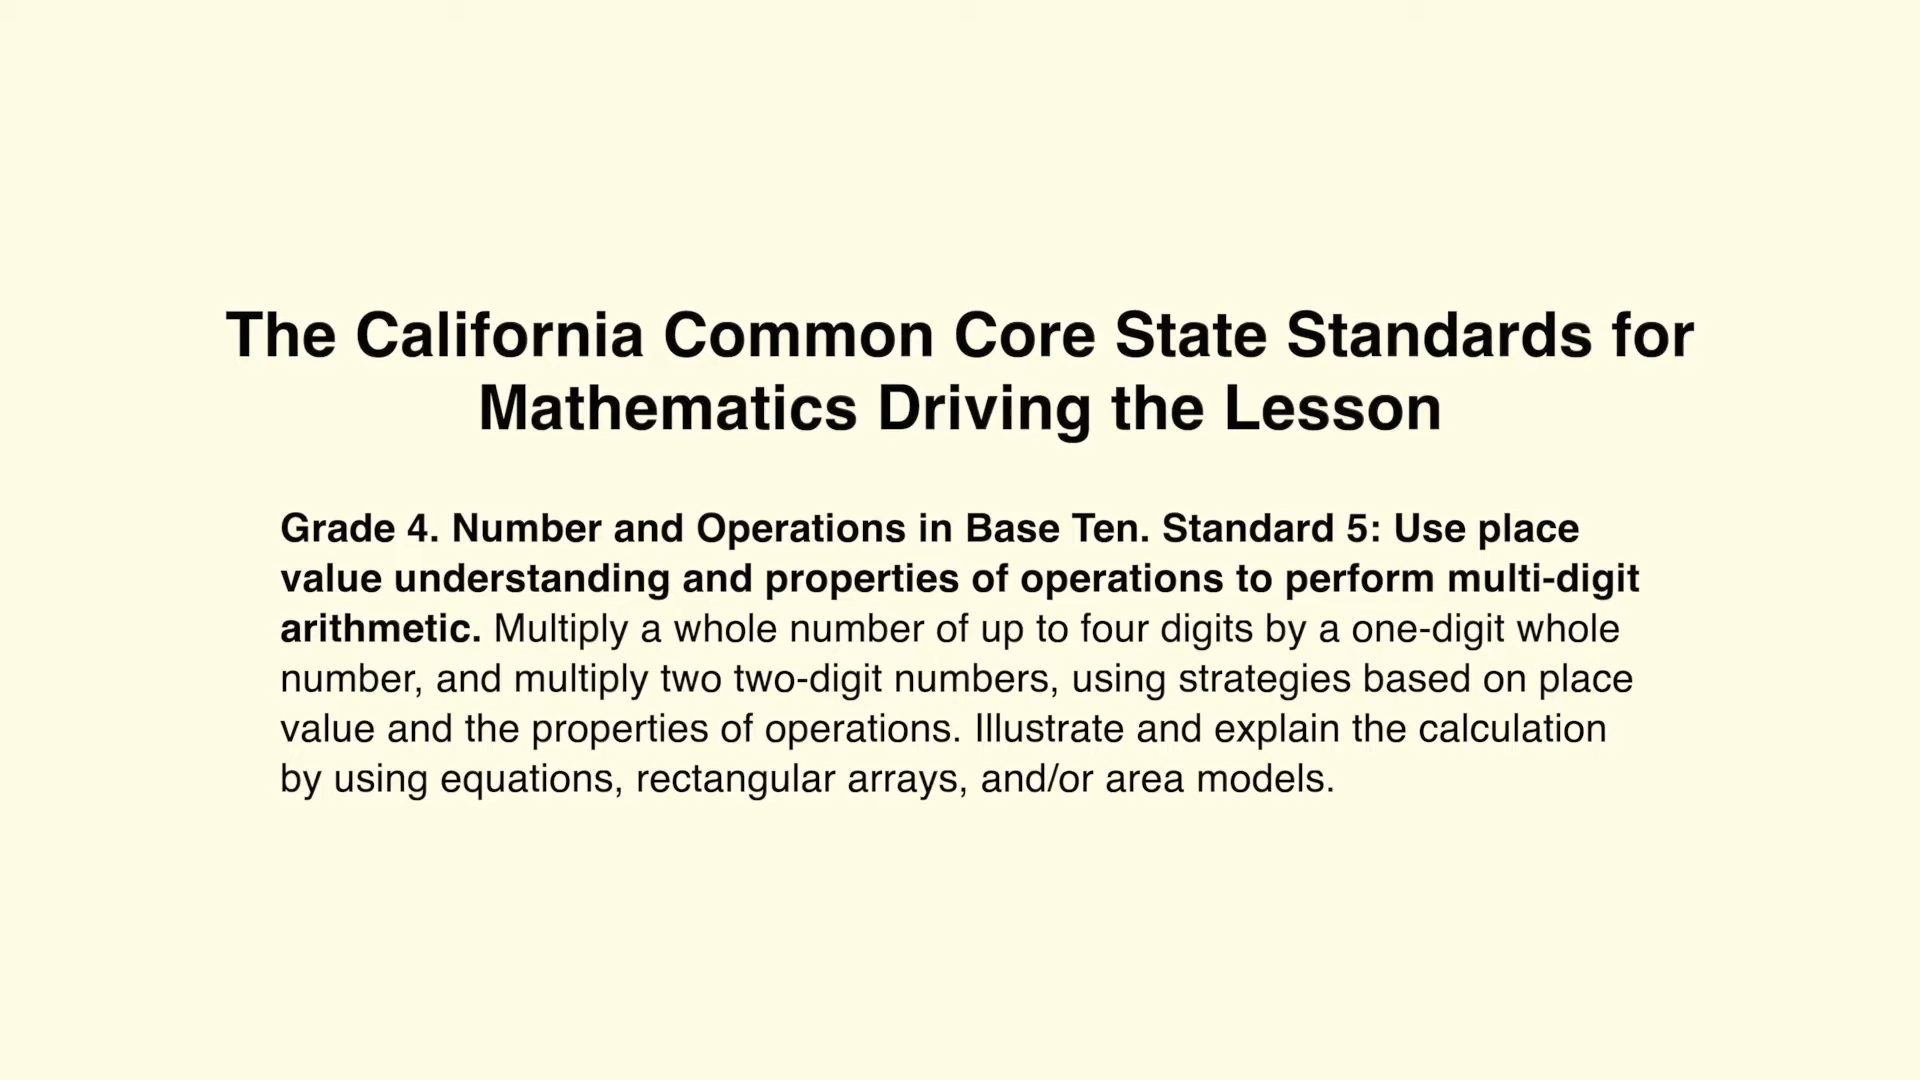 The California Common Core State Standards for
Mathematics Driving the Lesson
Grade 4. Number and Operations in Base Ten. Standard 5: Use place
value understanding and properties of operations to perform multi-digit
arithmetic. Multiply a whole number of up to four digits by a one-digit whole
number, and multiply two two-digit numbers, using strategies based on place
value and the properties of operations. Illustrate and explain the calculation
by using equations, rectangular arrays, and/or area models.